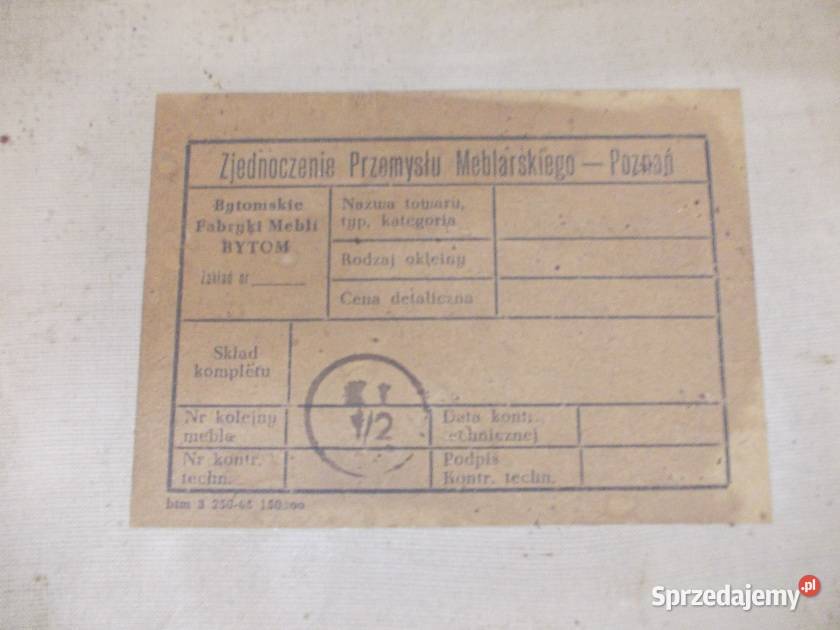 Zjednoczenie Przemysłu Meblarskiego — Poznań
Bytomskie
Fabryki Mebli
BYTOM
Zakład nr
Nazwa towaru,
typ, kategoria
Rodzaj okleiny
Cena detaliczna
Skład
kompletu
1/2
Nr kolejny
mebla
Data kontr.
technicznej
Nr kontr.
techn.
Podpis
Kontr. techn.
Sprzedajemy.pl